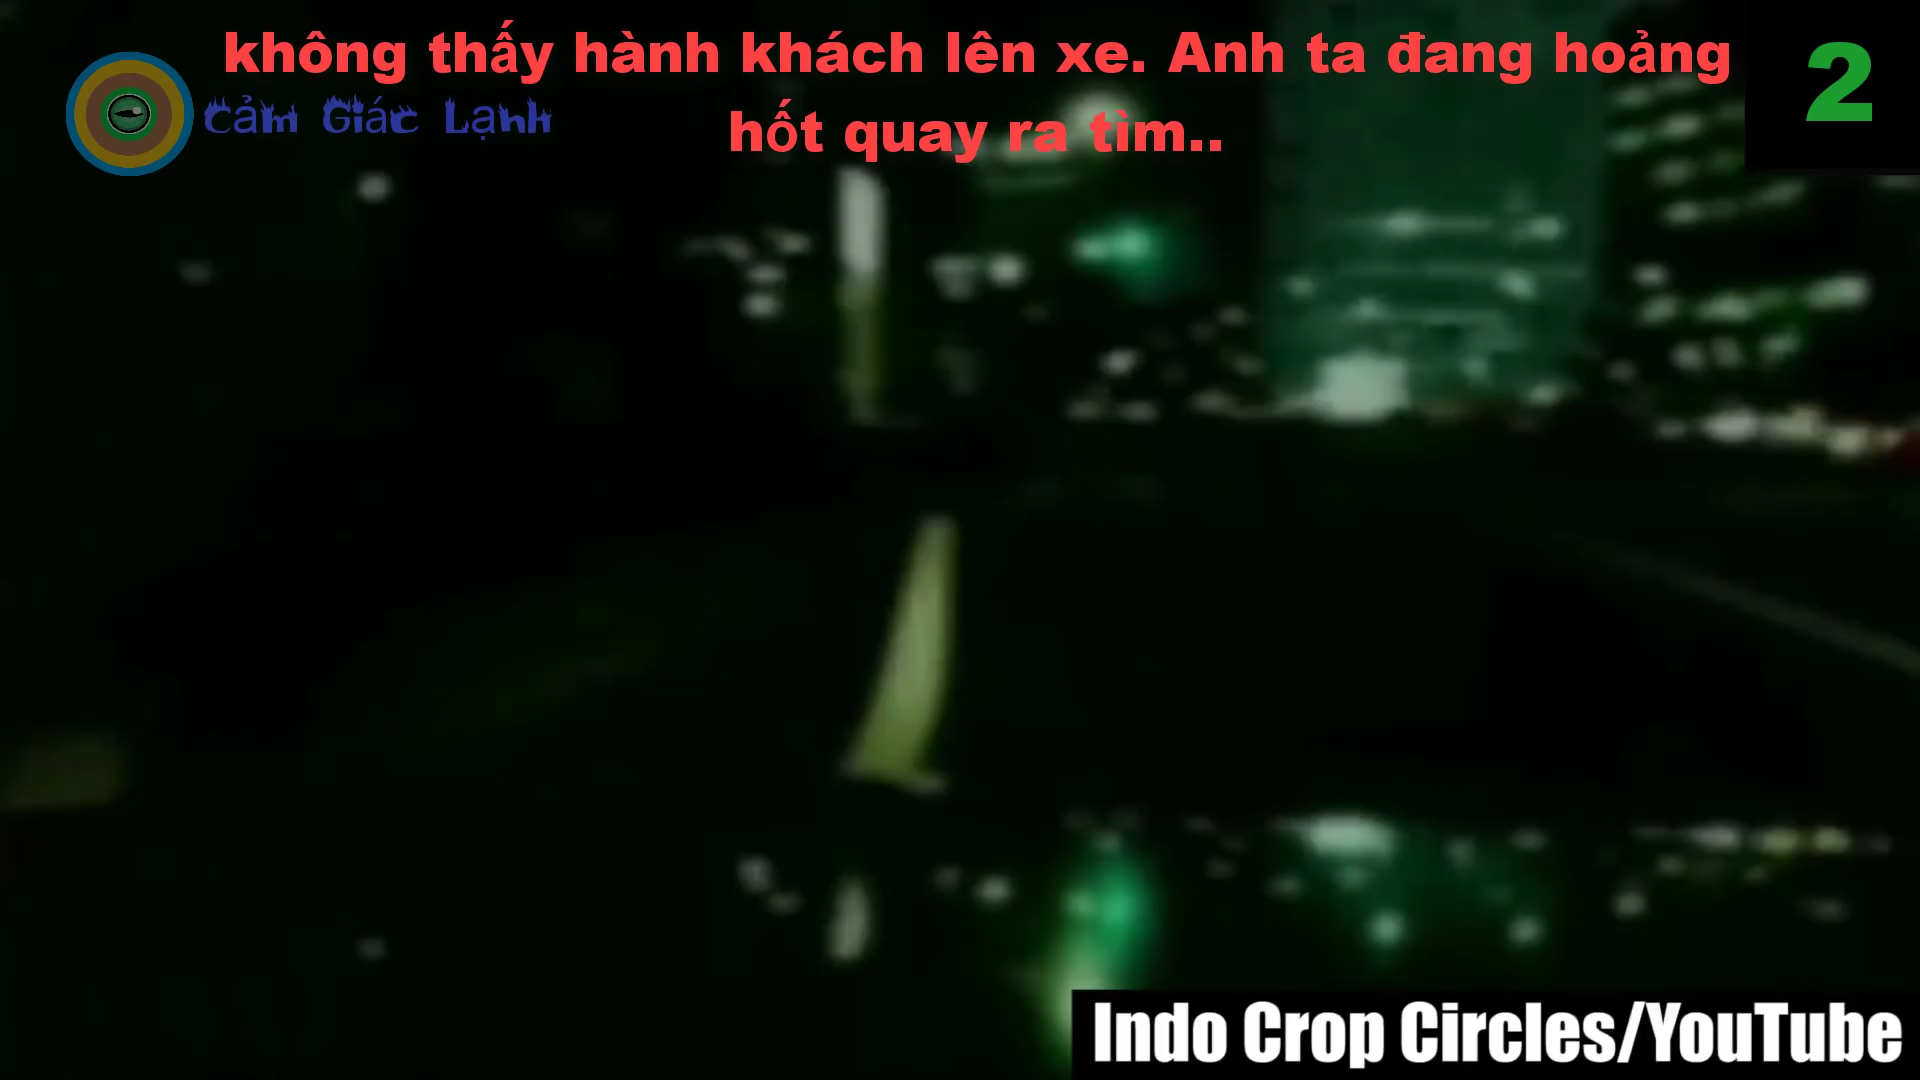 không thấy hành khách lên xe. Anh ta đang hoảng
hốt quay ra tìm..
2
Cảm Giác Lạnh
Indo Crop Circles/YouTube